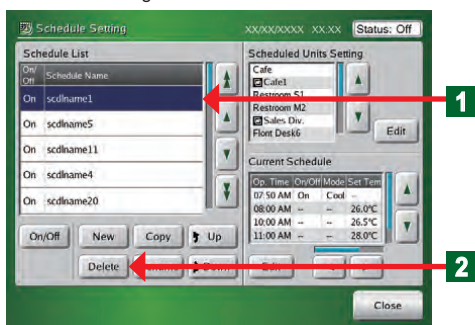 Schedule Setting XX/XX/XXXX XX:XX Status: Off
Schedule List
On/Off Schedule Name
On scdlname1
On scdlname5
On scdlname11
On scdlname4
On scdlname20
On/Off New Copy Up
Delete
Scheduled Units Setting
Cafe
Cafe1
Restroom S1
Restroom M2
Sales Div.
Flont Desk6
Edit
Current Schedule
Op. Time On/Off Mode Set Tem
07:50 AM On Cool --
08:00 AM -- -- 26.0°C
10:00 AM -- -- 26.5°C
11:00 AM -- -- 28.0°C
Edit
Close
1
2